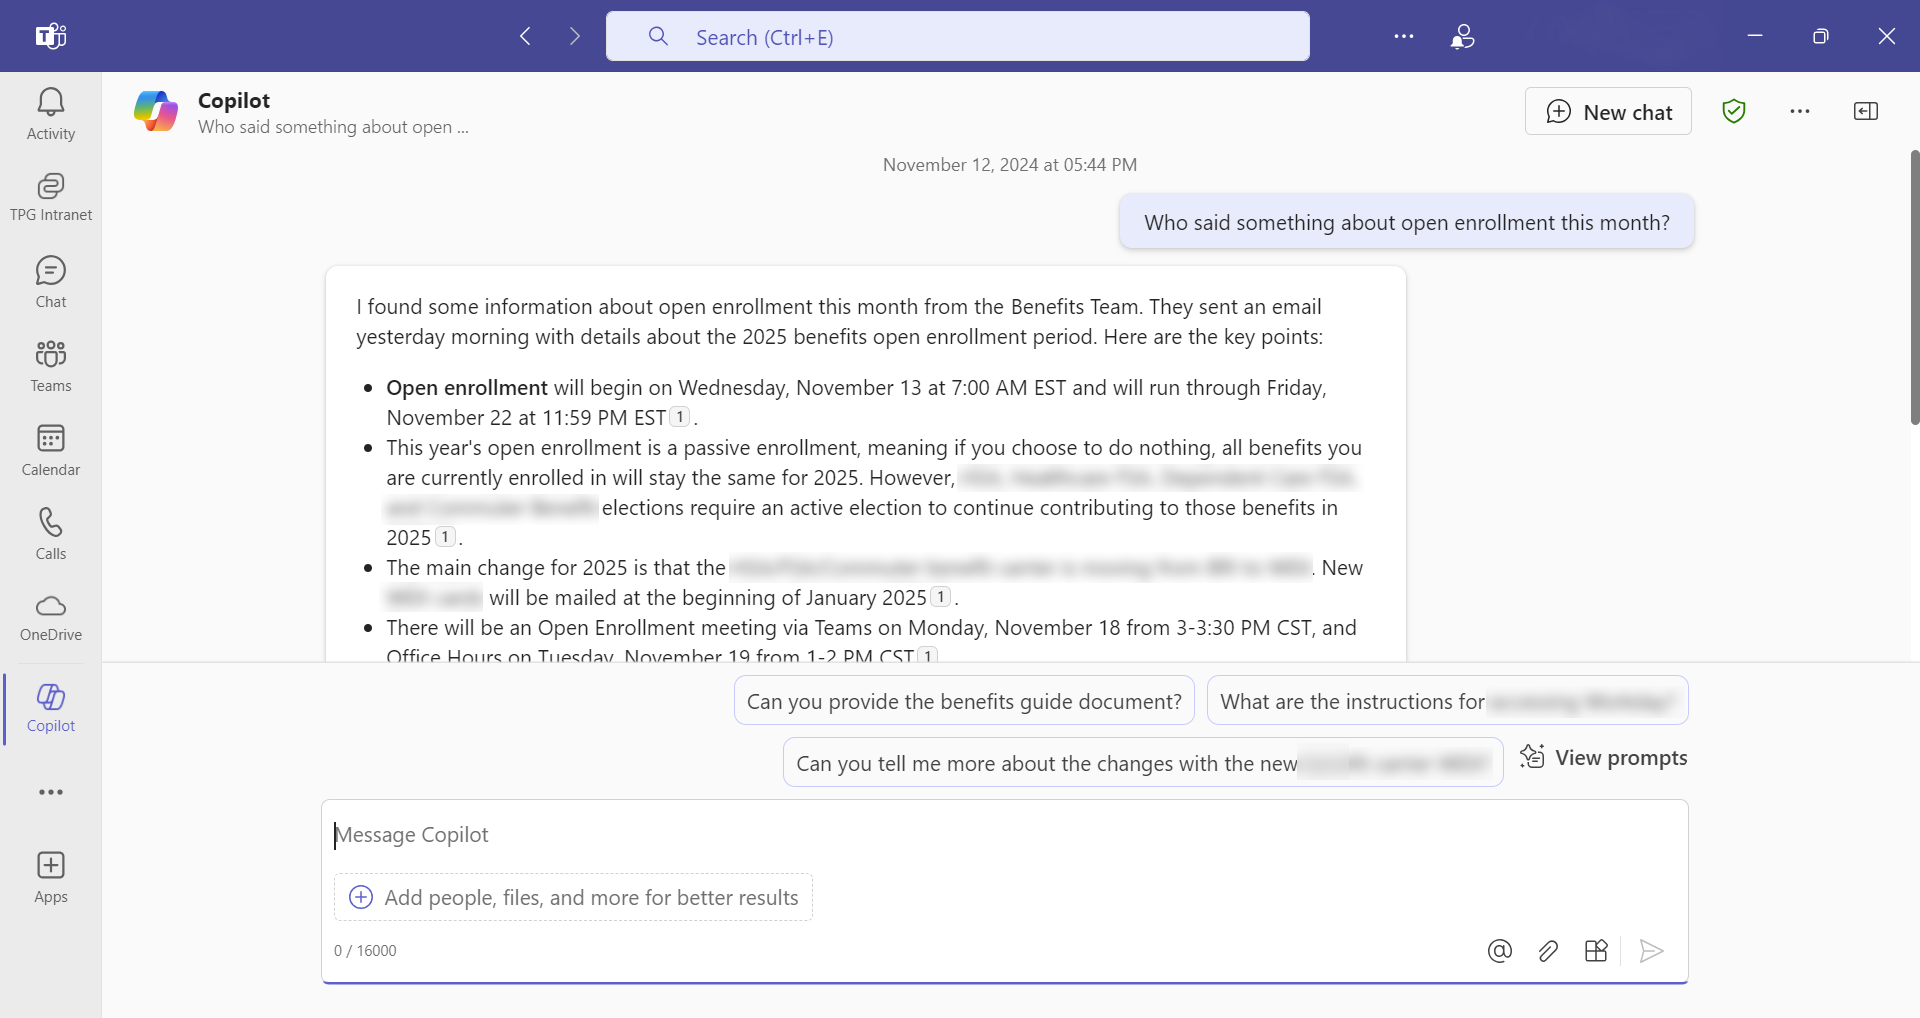 Search (Ctrl+E)
Activity
TPG Intranet
Chat
Teams
Calendar
Calls
OneDrive
Copilot
Apps
Copilot
Who said something about open ...
New chat
November 12, 2024 at 05:44 PM
Who said something about open enrollment this month?
I found some information about open enrollment this month from the Benefits Team. They sent an email
yesterday morning with details about the 2025 benefits open enrollment period. Here are the key points:
• Open enrollment will begin on Wednesday, November 13 at 7:00 AM EST and will run through Friday,
November 22 at 11:59 PM EST 1 .
• This year's open enrollment is a passive enrollment, meaning if you choose to do nothing, all benefits you
are currently enrolled in will stay the same for 2025. However,
elections require an active election to continue contributing to those benefits in
2025 1 .
• The main change for 2025 is that the . New
will be mailed at the beginning of January 2025 1 .
• There will be an Open Enrollment meeting via Teams on Monday, November 18 from 3-3:30 PM CST, and
Office Hours on Tuesday, November 19 from 1-2 PM CST 1
Can you provide the benefits guide document?
What are the instructions for
Can you tell me more about the changes with the new
View prompts
Message Copilot
Add people, files, and more for better results
0 / 16000